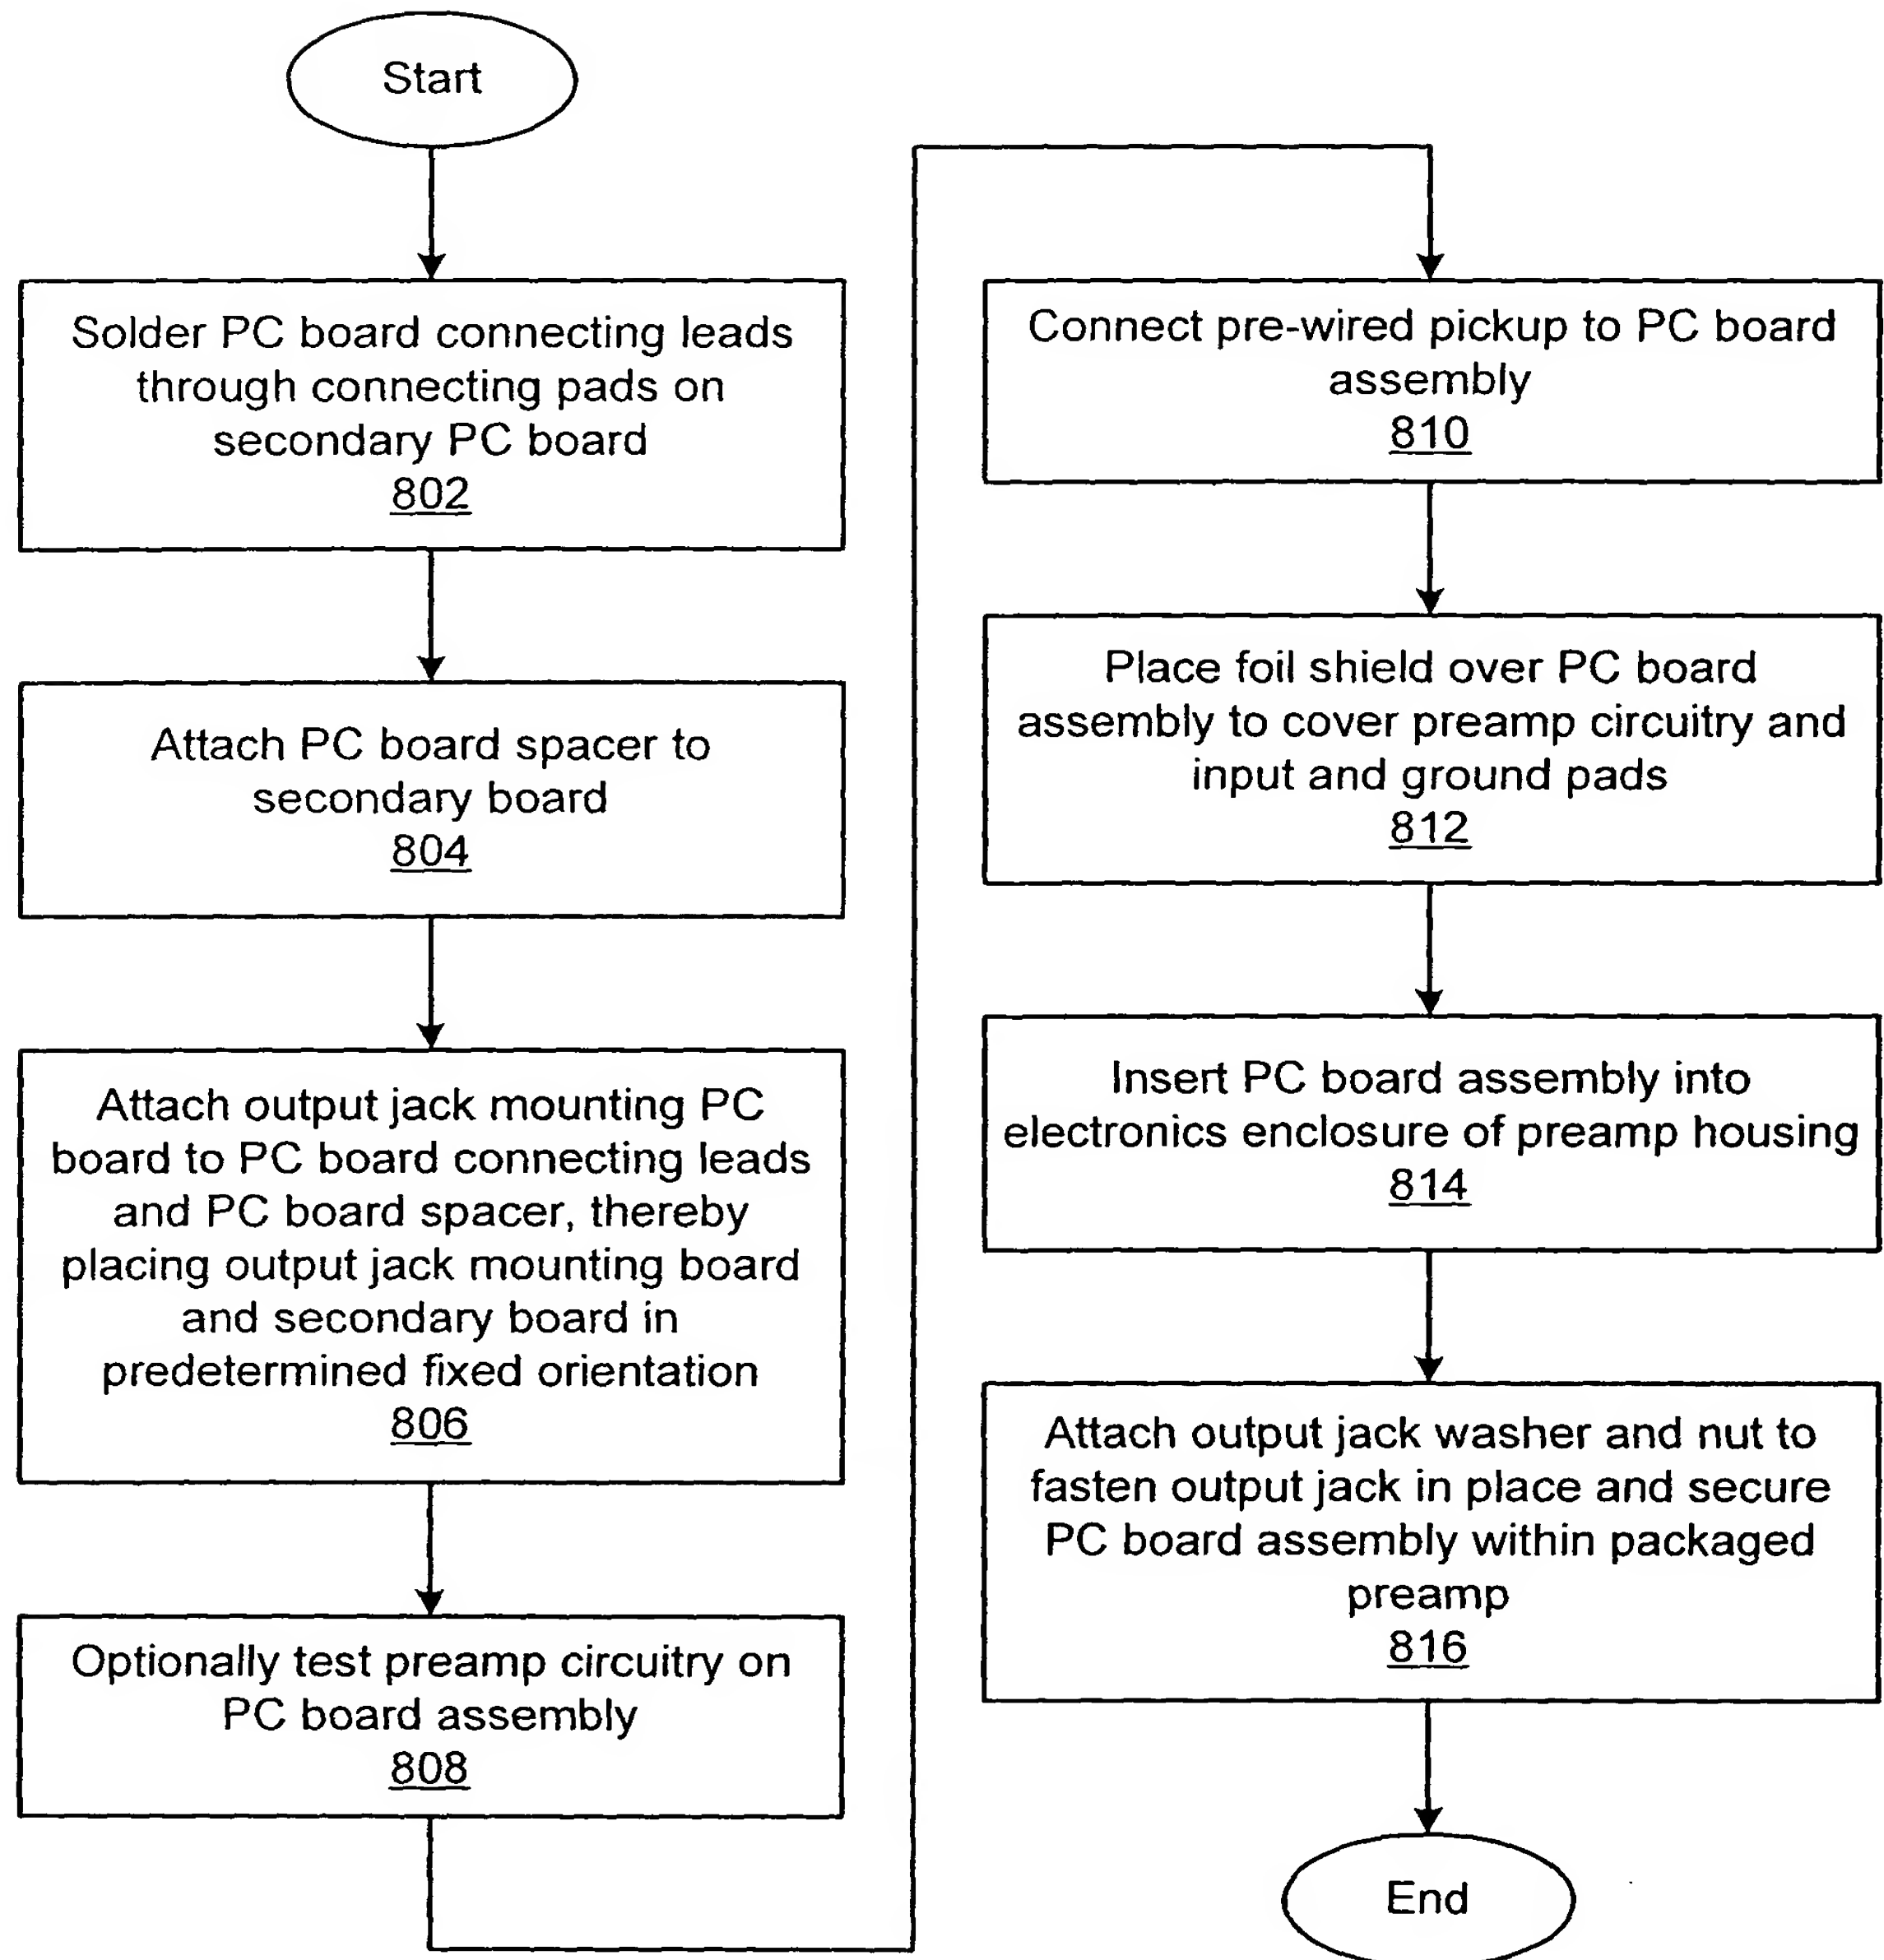 Start
Solder PC board connecting leads
through connecting pads on
secondary PC board
802
Attach PC board spacer to
secondary board
804
Attach output jack mounting PC
board to PC board connecting leads
and PC board spacer, thereby
placing output jack mounting board
and secondary board in
predetermined fixed orientation
806
Optionally test preamp circuitry on
PC board assembly
808
Connect pre-wired pickup to PC board
assembly
810
Place foil shield over PC board
assembly to cover preamp circuitry and
input and ground pads
812
Insert PC board assembly into
electronics enclosure of preamp housing
814
Attach output jack washer and nut to
fasten output jack in place and secure
PC board assembly within packaged
preamp
816
End